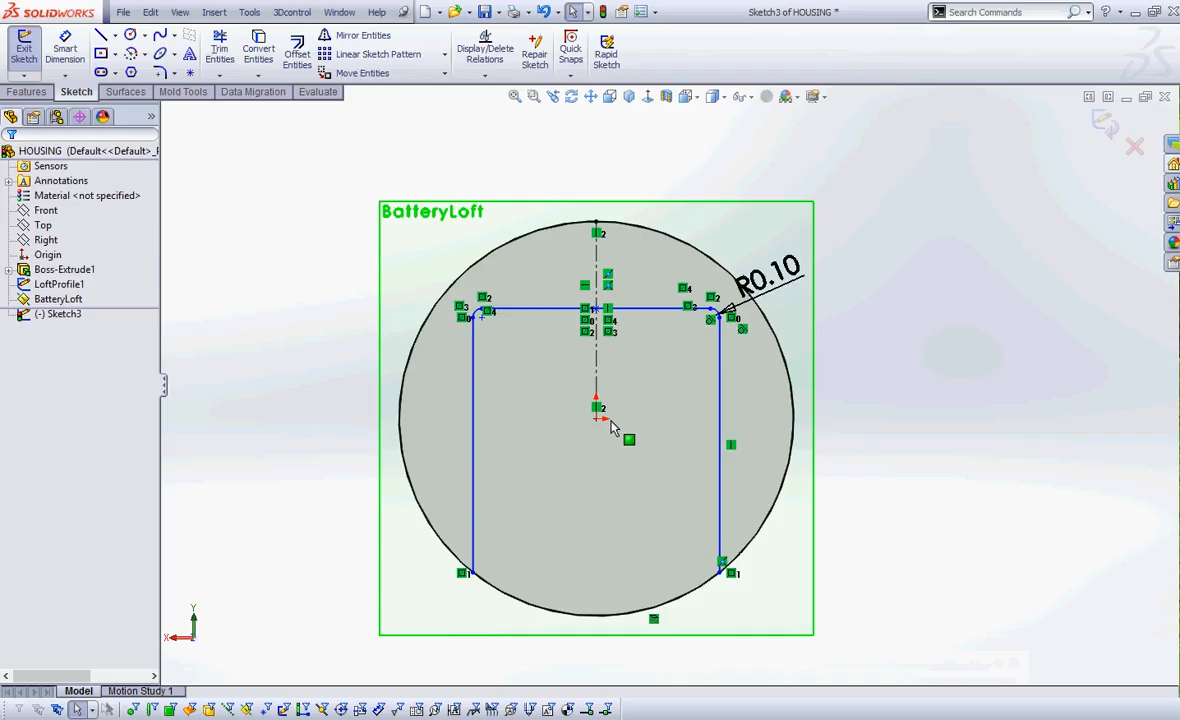 SOLIDWORKS
File Edit View Insert Tools 3Dcontrol Window Help
Sketch3 of HOUSING *
Search Commands
Exit Sketch
Smart Dimension
Trim Entities
Convert Entities
Offset Entities
Mirror Entities
Linear Sketch Pattern
Move Entities
Display/Delete Relations
Repair Sketch
Quick Snaps
Rapid Sketch
Features Sketch Surfaces Mold Tools Data Migration Evaluate
HOUSING (Default<<Default>_
Sensors
Annotations
Material <not specified>
Front
Top
Right
Origin
Boss-Extrude1
LoftProfile1
BatteryLoft
(-) Sketch3
BatteryLoft
R0.10
Y
X
Model Motion Study 1